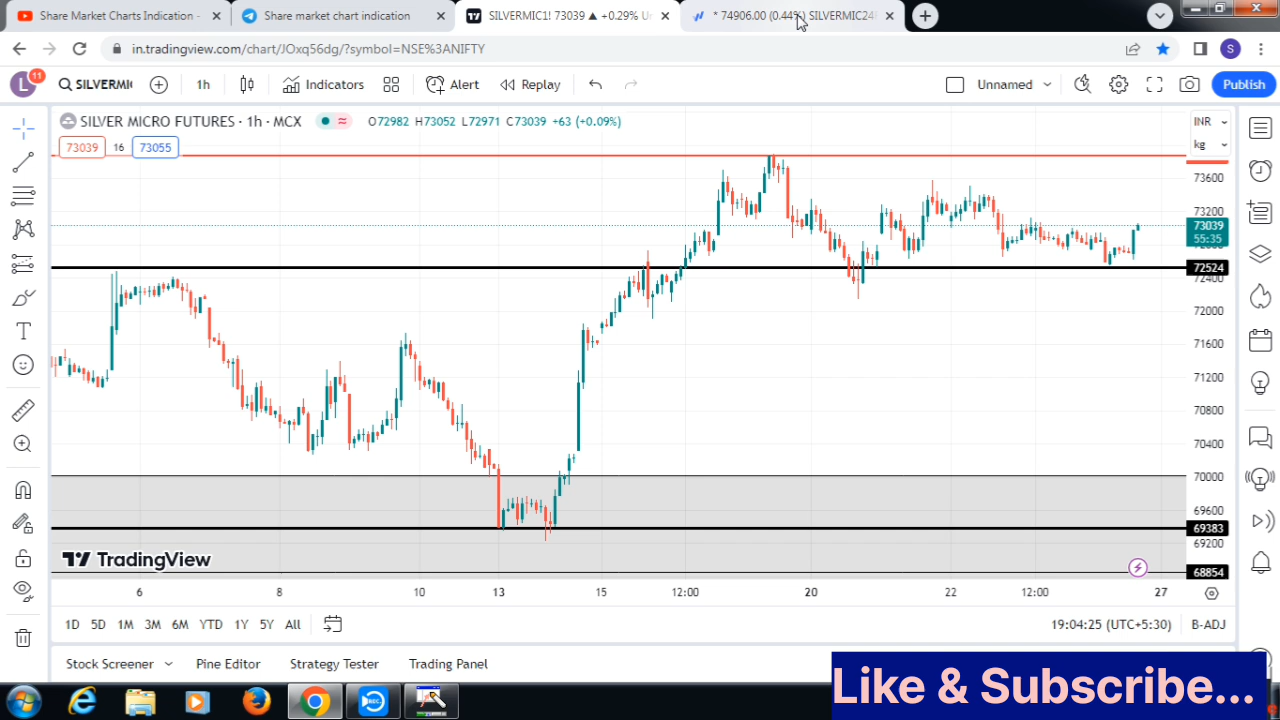 Share Market Charts Indication -
Share market chart indication
SILVERMIC1! 73039 ▲ +0.29% Un
* 74906.00 (0.44%) SILVERMIC24
in.tradingview.com/chart/JOxq56dg/?symbol=NSE%3ANIFTY
S
L
11
SILVERMI
1h
Indicators
Alert
Replay
Unnamed
Publish
SILVER MICRO FUTURES · 1h · MCX
O72982 H73052 L72971 C73039 +63 (+0.09%)
INR
73039
16
73055
kg
73600
73200
73039
55:35
72524
72400
72000
71600
71200
70800
70400
70000
69600
69383
69200
TradingView
68854
6
8
10
13
15
12:00
20
22
12:00
27
1D
5D
1M
3M
6M
YTD
1Y
5Y
All
19:04:25 (UTC+5:30)
B-ADJ
Stock Screener
Pine Editor
Strategy Tester
Trading Panel
Like & Subscribe...
REC